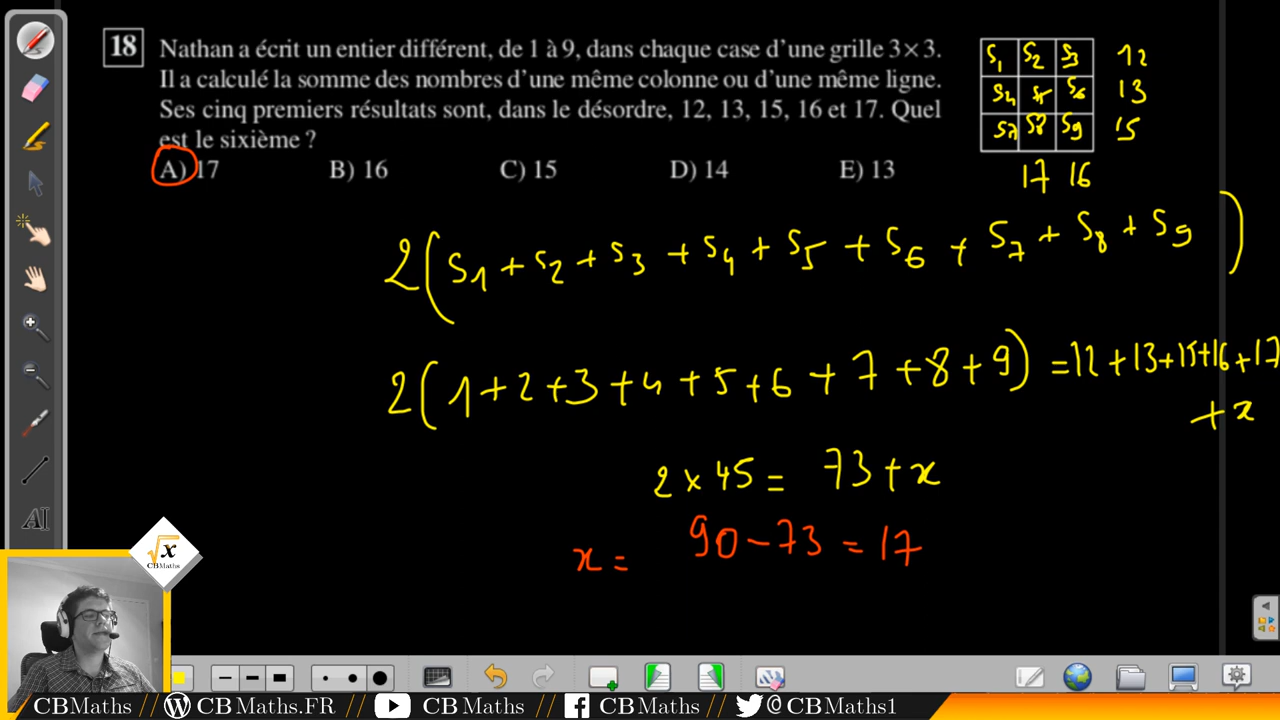 18 Nathan a écrit un entier différent, de 1 à 9, dans chaque case d'une grille 3×3.
Il a calculé la somme des nombres d'une même colonne ou d'une même ligne.
Ses cinq premiers résultats sont, dans le désordre, 12, 13, 15, 16 et 17. Quel
est le sixième ?
A) 17 B) 16 C) 15 D) 14 E) 13
S1 S2 S3 12
S4 S5 S6 13
S7 S8 S9 15
17 16
2(S1 + S2 + S3 + S4 + S5 + S6 + S7 + S8 + S9)
2(1+2+3+4+5+6+7+8+9) = 12+13+15+16+17
+ x
2 × 45 = 73 + x
x = 90 − 73 = 17
AI
√x
CBMaths
CBMaths CBMaths.FR CBMaths CBMaths @CBMaths1